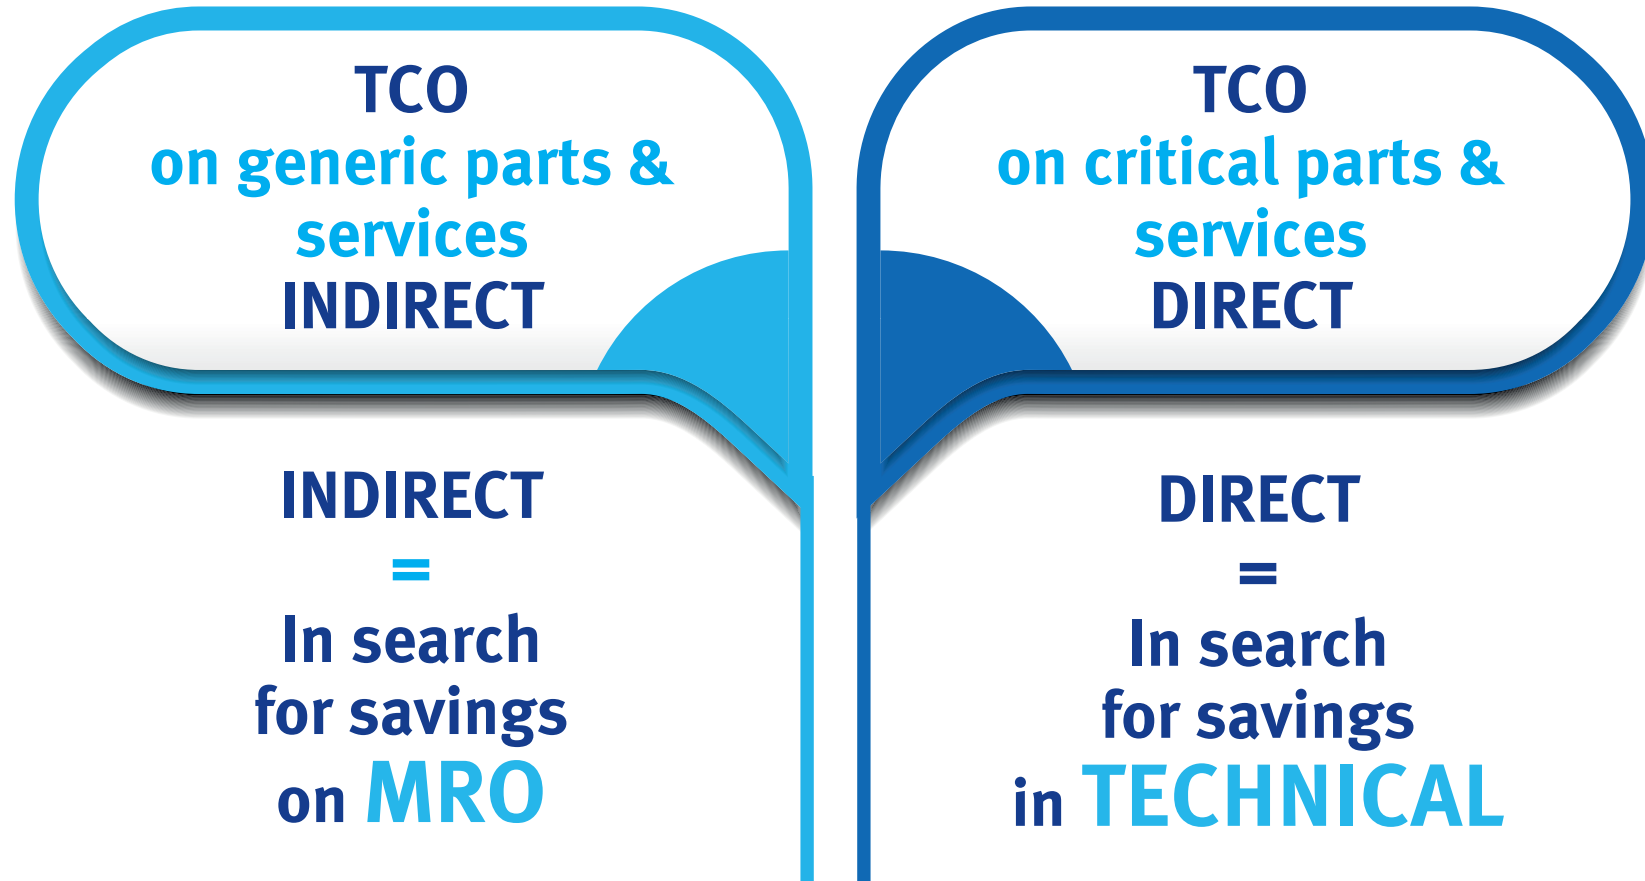 TCO
on generic parts &
services
INDIRECT
INDIRECT
=
In search
for savings
on MRO
TCO
on critical parts &
services
DIRECT
DIRECT
=
In search
for savings
in TECHNICAL